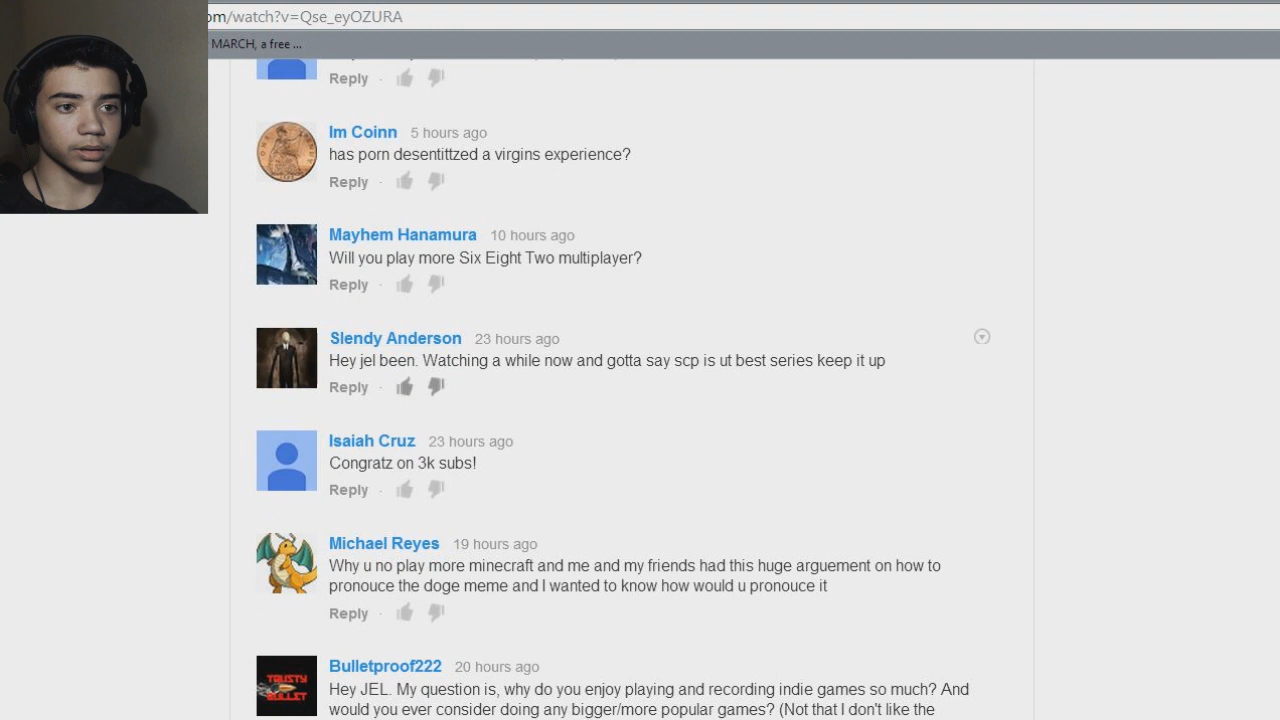 om/watch?v=Qse_eyOZURA
MARCH, a free ...
Reply ·
Im Coinn 5 hours ago
has porn desentittzed a virgins experience?
Reply ·
Mayhem Hanamura 10 hours ago
Will you play more Six Eight Two multiplayer?
Reply ·
Slendy Anderson 23 hours ago
Hey jel been. Watching a while now and gotta say scp is ut best series keep it up
Reply ·
Isaiah Cruz 23 hours ago
Congratz on 3k subs!
Reply ·
Michael Reyes 19 hours ago
Why u no play more minecraft and me and my friends had this huge arguement on how to
pronouce the doge meme and I wanted to know how would u pronouce it
Reply ·
Bulletproof222 20 hours ago
TRUSTY
BULLET
Hey JEL. My question is, why do you enjoy playing and recording indie games so much? And
would you ever consider doing any bigger/more popular games? (Not that I don't like the